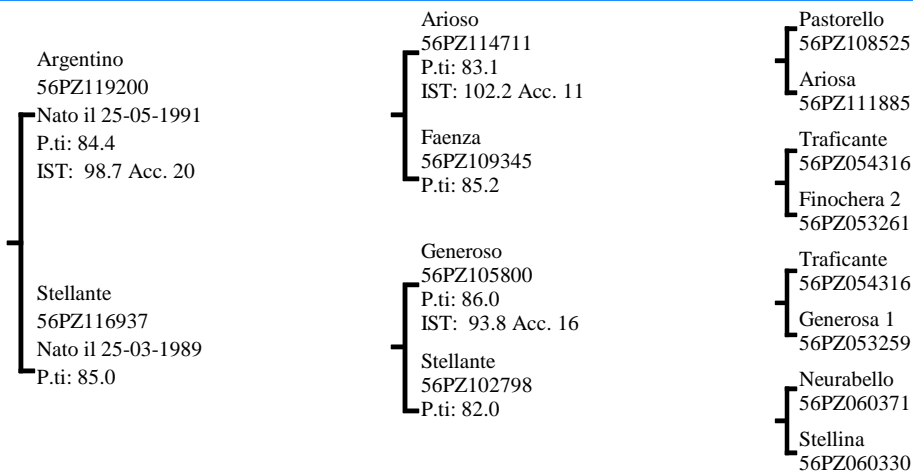 Argentino
56PZ119200
Nato il 25-05-1991
P.ti: 84.4
IST: 98.7 Acc. 20
Stellante
56PZ116937
Nato il 25-03-1989
P.ti: 85.0
Arioso
56PZ114711
P.ti: 83.1
IST: 102.2 Acc. 11
Faenza
56PZ109345
P.ti: 85.2
Generoso
56PZ105800
P.ti: 86.0
IST: 93.8 Acc. 16
Stellante
56PZ102798
P.ti: 82.0
Pastorello
56PZ108525
Ariosa
56PZ111885
Traficante
56PZ054316
Finochera 2
56PZ053261
Traficante
56PZ054316
Generosa 1
56PZ053259
Neurabello
56PZ060371
Stellina
56PZ060330